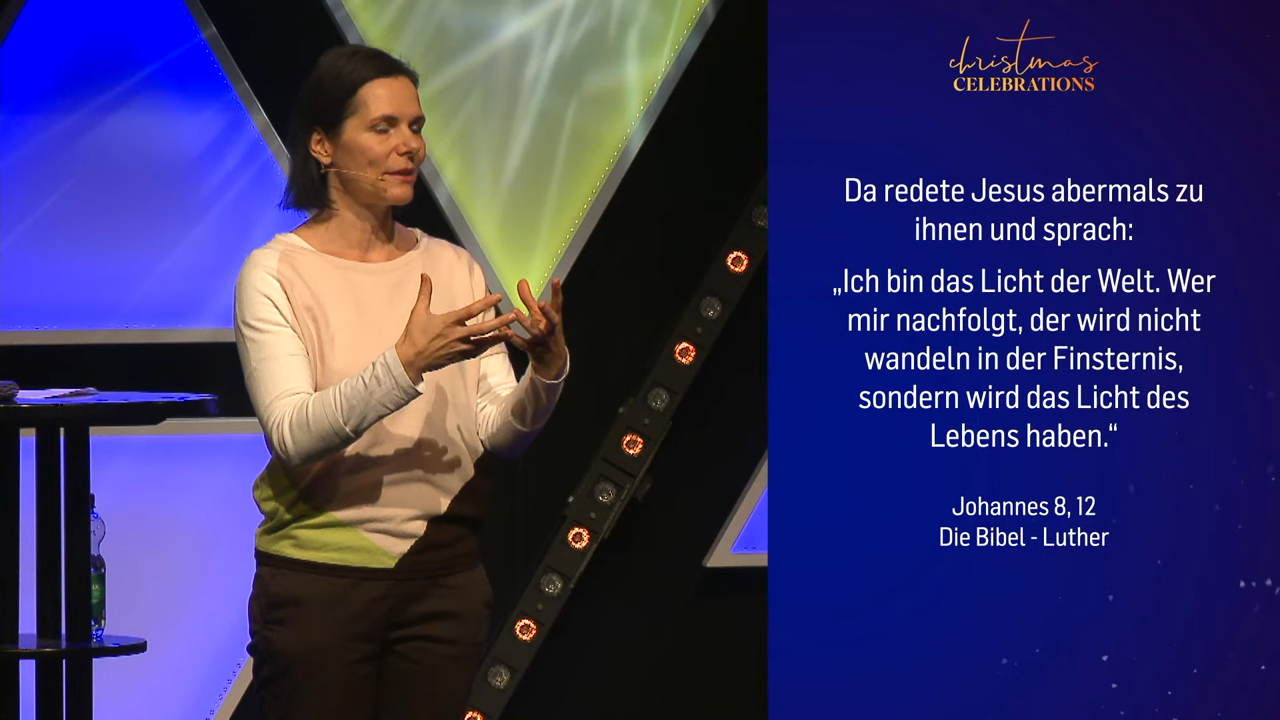 christmas
CELEBRATIONS
Da redete Jesus abermals zu
ihnen und sprach:
„Ich bin das Licht der Welt. Wer
mir nachfolgt, der wird nicht
wandeln in der Finsternis,
sondern wird das Licht des
Lebens haben.“
Johannes 8, 12
Die Bibel - Luther